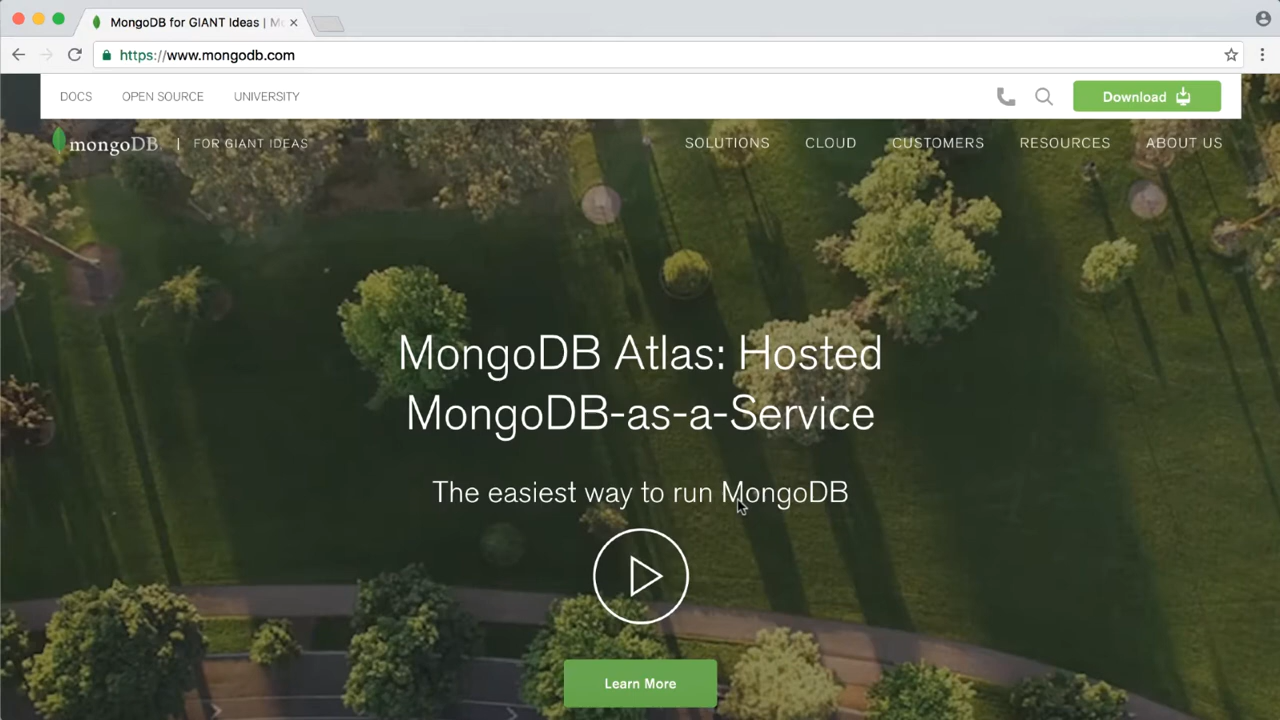 MongoDB for GIANT Ideas | Mo
https://www.mongodb.com
DOCS OPEN SOURCE UNIVERSITY
Download
mongoDB | FOR GIANT IDEAS
SOLUTIONS CLOUD CUSTOMERS RESOURCES ABOUT US
MongoDB Atlas: Hosted
MongoDB-as-a-Service
The easiest way to run MongoDB
Learn More